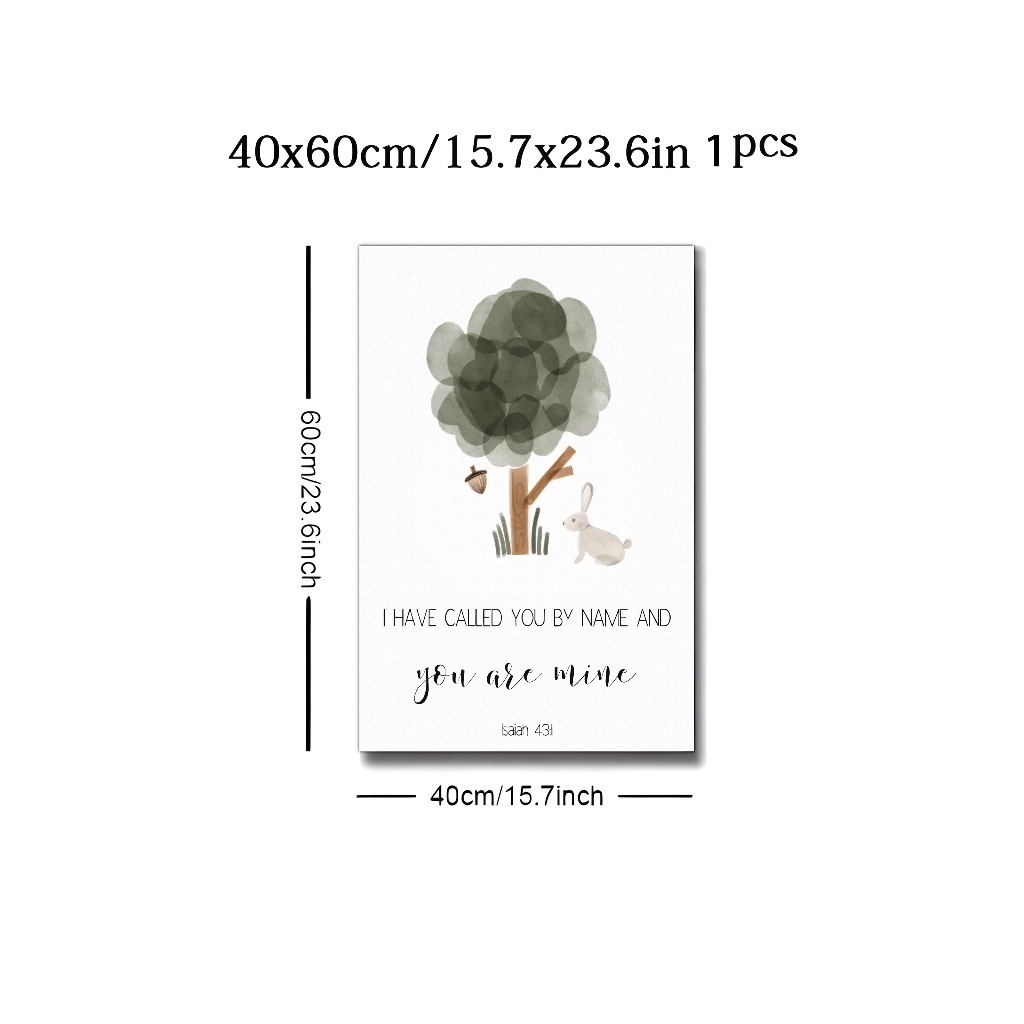 40x60cm/15.7x23.6in 1pcs
60cm/23.6inch
I HAVE CALLED YOU BY NAME AND
you are mine
Isaiah 43:1
40cm/15.7inch